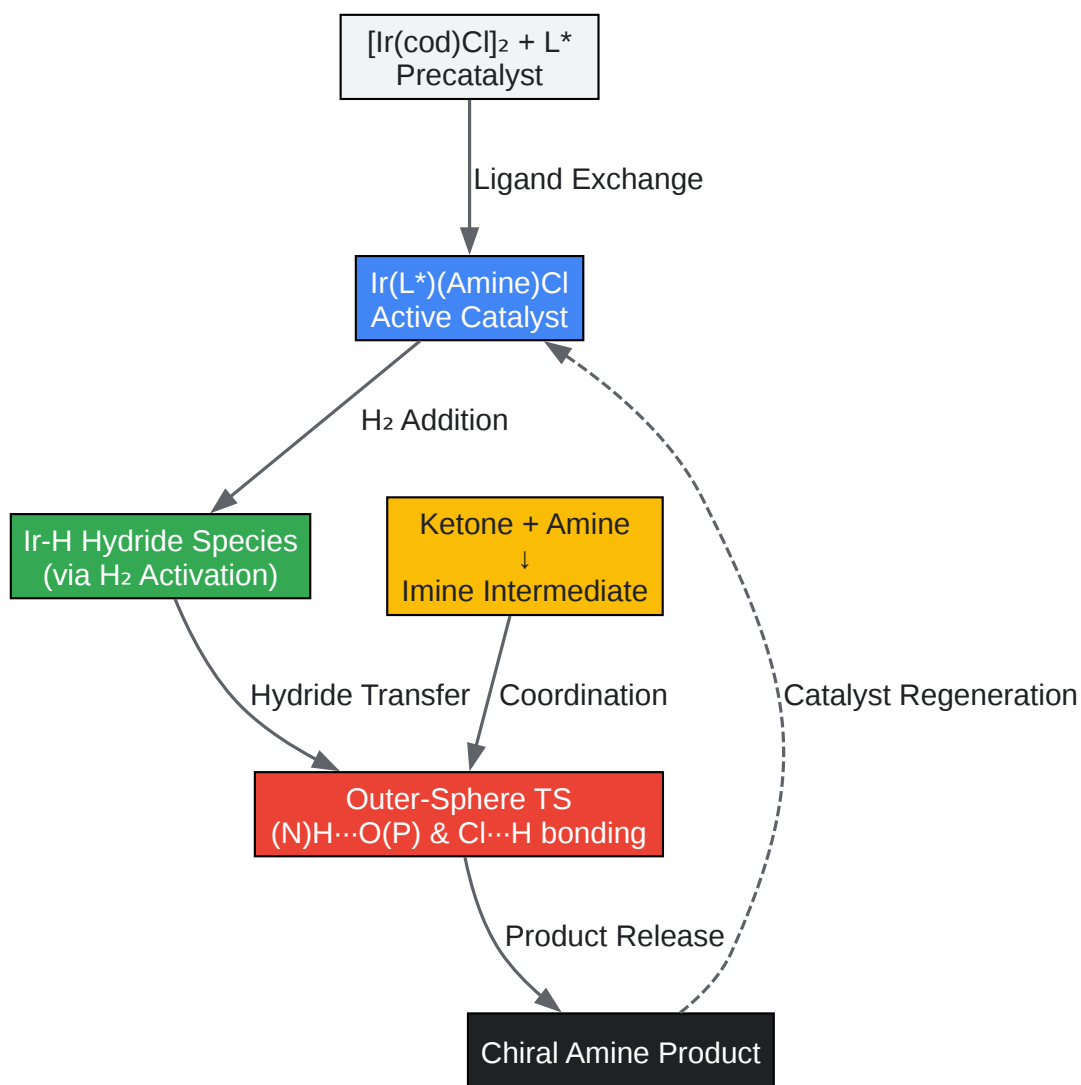 [Ir(cod)Cl]₂ + L*
Precatalyst
Ligand Exchange
Ir(L*)(Amine)Cl
Active Catalyst
H₂ Addition
Ir-H Hydride Species
(via H₂ Activation)
Ketone + Amine
↓
Imine Intermediate
Hydride Transfer
Coordination
Catalyst Regeneration
Outer-Sphere TS
(N)H···O(P) & Cl···H bonding
Product Release
Chiral Amine Product